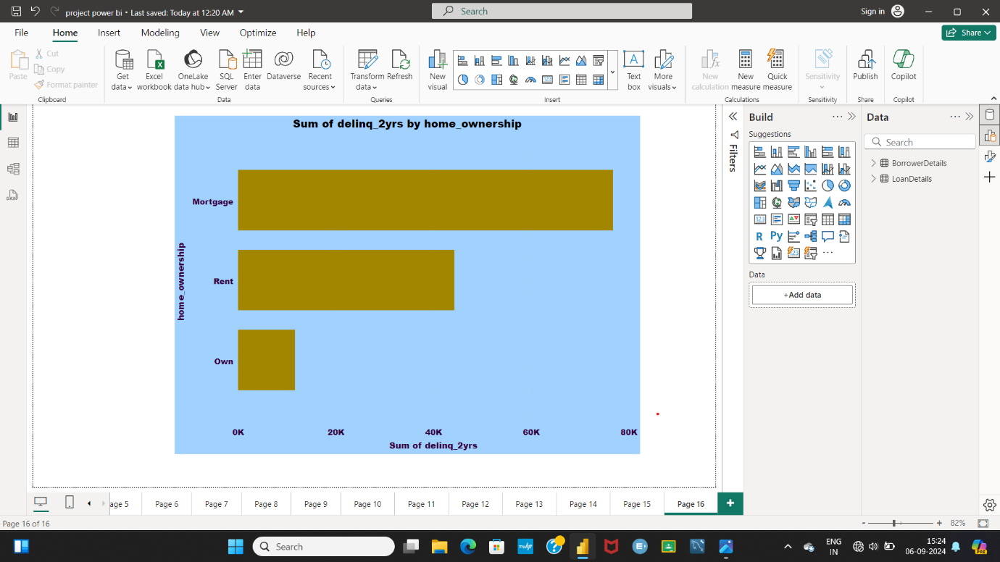 project power bi • Last saved: Today at 12:20 AM
Search
Sign in
File Home Insert Modeling View Optimize Help
Share
Paste
Cut
Copy
Format painter
Clipboard
Get data
Excel workbook
OneLake data hub
SQL Server
Enter data
Dataverse
Recent sources
Data
Transform data
Refresh
Queries
New visual
Text box
More visuals
Insert
New calculation
New measure
Quick measure
Calculations
Sensitivity
Sensitivity
Publish
Share
Copilot
Copilot
Sum of delinq_2yrs by home_ownership
home_ownership
Mortgage
Rent
Own
0K 20K 40K 60K 80K
Sum of delinq_2yrs
Filters
Build
Suggestions
123
R Py
123
Data
+Add data
Data
Search
BorrowerDetails
LoanDetails
DAX
age 5 Page 6 Page 7 Page 8 Page 9 Page 10 Page 11 Page 12 Page 13 Page 14 Page 15 Page 16
Page 16 of 16
- + 82%
Search
myhp
ENG
IN
15:24
06-09-2024
PRE